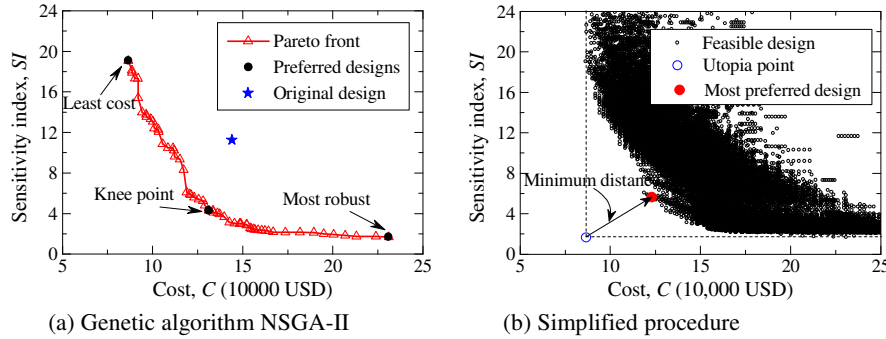 24
20
16
12
8
4
0
Sensitivity index, SI
Pareto front
Preferred designs
Original design
Least cost
Knee point
Most robust
5 10 15 20 25
Cost, C (10000 USD)
(a) Genetic algorithm NSGA-II
24
20
16
12
8
4
0
Sensitivity index, SI
Feasible design
Utopia point
Most preferred design
Minimum distanc
5 10 15 20 25
Cost, C (10,000 USD)
(b) Simplified procedure